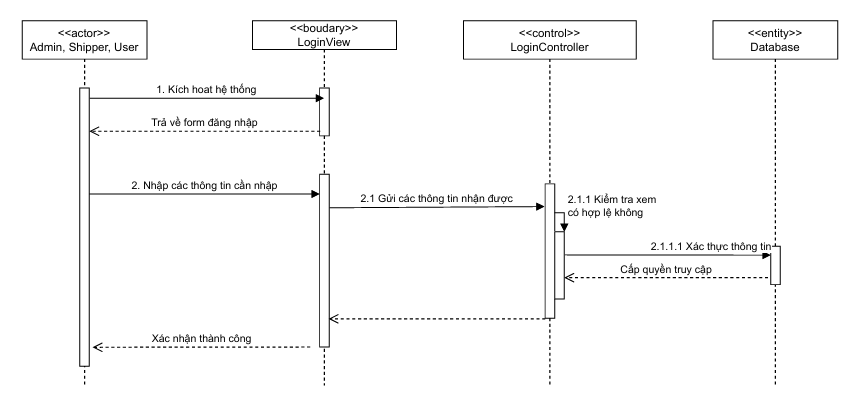 <<actor>>
Admin, Shipper, User
<<boudary>>
LoginView
<<control>>
LoginController
<<entity>>
Database
1. Kích hoat hệ thống
Trả về form đăng nhập
2. Nhập các thông tin cần nhập
2.1 Gửi các thông tin nhận được
2.1.1 Kiểm tra xem
có hợp lệ không
2.1.1.1 Xác thực thông tin
Cấp quyền truy cập
Xác nhận thành công